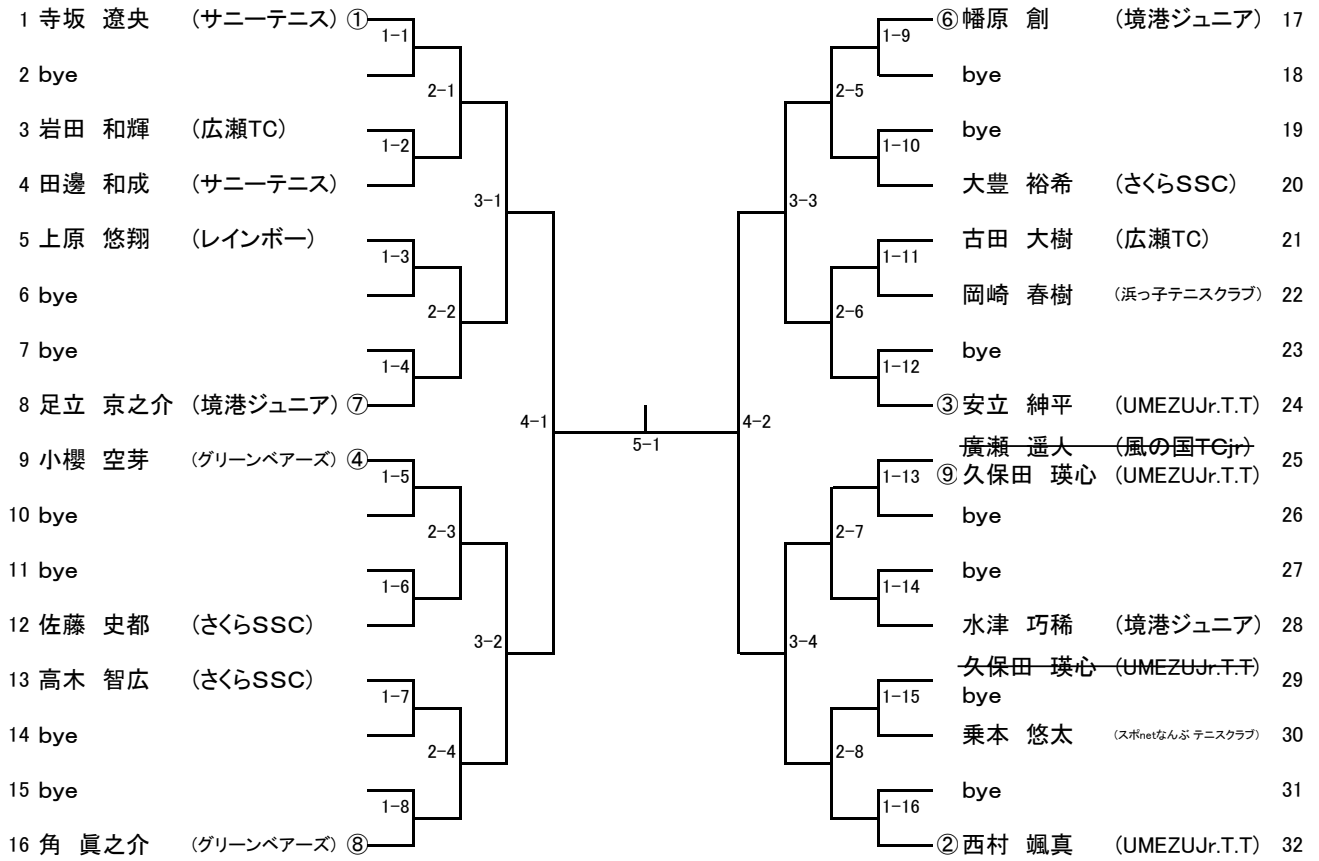 1 寺坂 遼央 (サニーテニス) ①
1-1
2 bye
2-1
3 岩田 和輝 (広瀬TC)
1-2
4 田邊 和成 (サニーテニス)
3-1
5 上原 悠翔 (レインボー)
1-3
6 bye
2-2
7 bye
1-4
8 足立 京之介 (境港ジュニア) ⑦
4-1
9 小櫻 空芽 (グリーンベアーズ) ④
1-5
10 bye
2-3
11 bye
1-6
12 佐藤 史都 (さくらSSC)
3-2
13 高木 智広 (さくらSSC)
1-7
14 bye
2-4
15 bye
1-8
16 角 眞之介 (グリーンベアーズ) ⑧
5-1
⑥ 幡原 創 (境港ジュニア) 17
1-9
bye 18
2-5
bye 19
1-10
大豊 裕希 (さくらSSC) 20
3-3
古田 大樹 (広瀬TC) 21
1-11
岡崎 春樹 (浜っ子テニスクラブ) 22
2-6
bye 23
1-12
③ 安立 紳平 (UMEZUJr.T.T) 24
4-2
廣瀬 遥人 (風の国TCjr)
25
1-13 ⑨ 久保田 瑛心 (UMEZUJr.T.T)
bye 26
2-7
bye 27
1-14
水津 巧稀 (境港ジュニア) 28
3-4
久保田 瑛心 (UMEZUJr.T.T)
29
1-15 bye
乗本 悠太 (スポnetなんぶ テニスクラブ) 30
2-8
bye 31
1-16
② 西村 颯真 (UMEZUJr.T.T) 32